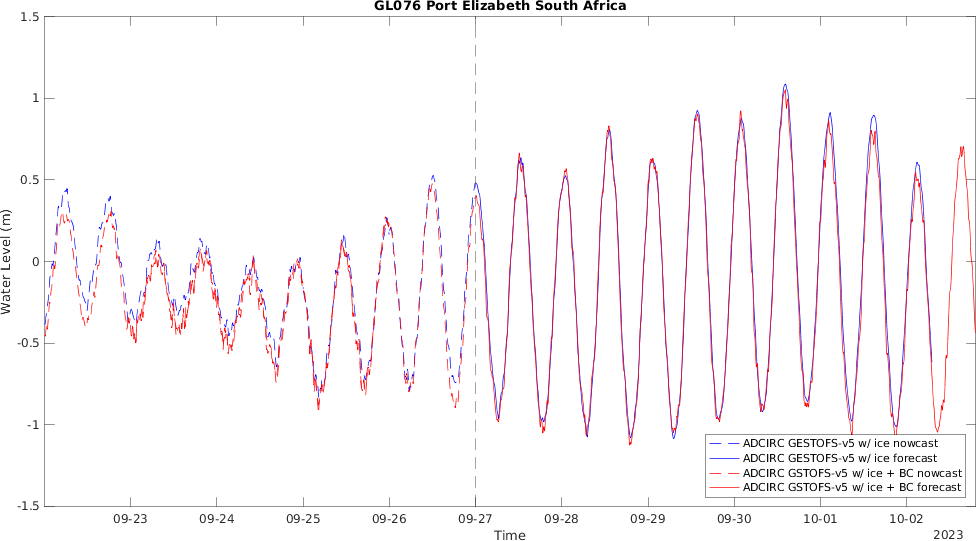 GL076 Port Elizabeth South Africa
1.5
1
0.5
0
-0.5
-1
-1.5
Water Level (m)
ADCIRC GESTOFS-v5 w/ ice nowcast
ADCIRC GESTOFS-v5 w/ ice forecast
ADCIRC GSTOFS-v5 w/ ice + BC nowcast
ADCIRC GSTOFS-v5 w/ ice + BC forecast
09-23 09-24 09-25 09-26 09-27 09-28 09-29 09-30 10-01 10-02
Time
2023